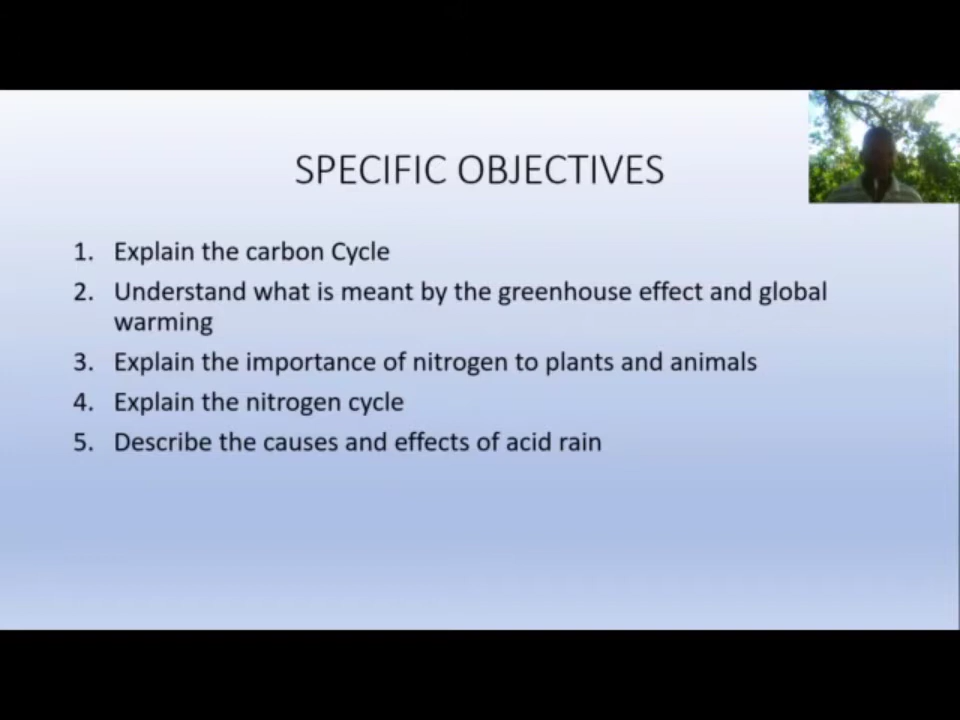 SPECIFIC OBJECTIVES
1. Explain the carbon Cycle
2. Understand what is meant by the greenhouse effect and global
warming
3. Explain the importance of nitrogen to plants and animals
4. Explain the nitrogen cycle
5. Describe the causes and effects of acid rain